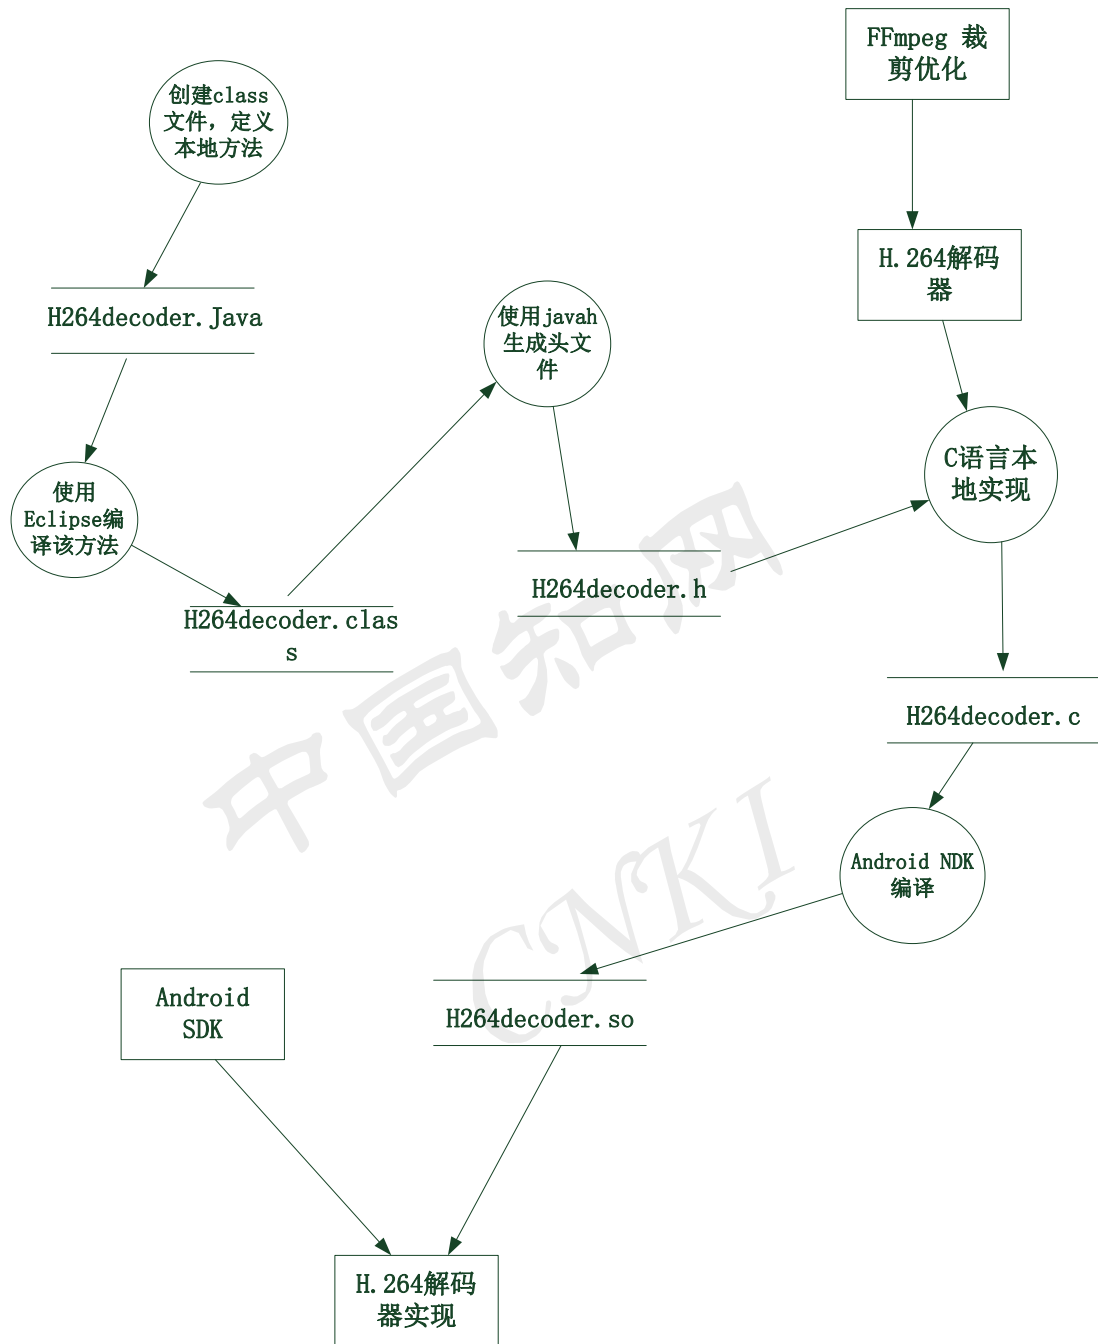 FFmpeg 裁
剪优化
创建class
文件，定义
本地方法
H.264解码
器
H264decoder.Java
使用javah
生成头文
件
C语言本
地实现
使用
Eclipse编
译该方法
H264decoder.h
H264decoder.clas
s
H264decoder.c
Android NDK
编译
Android
SDK
H264decoder.so
H.264解码
器实现
中国知网
CNKI